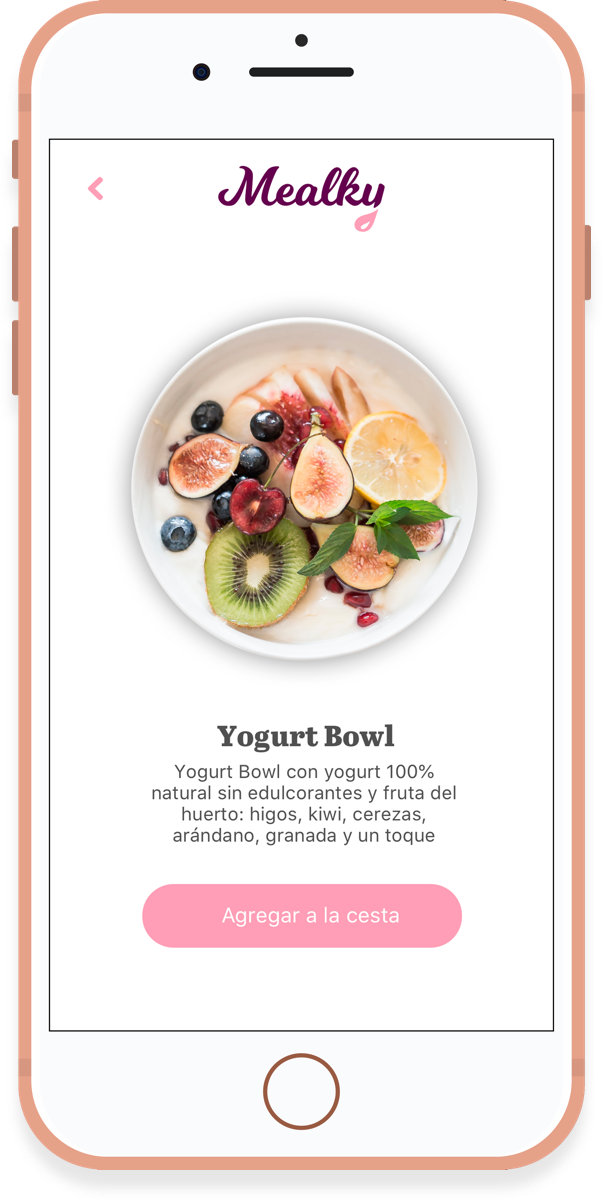 Mealky
Yogurt Bowl
Yogurt Bowl con yogurt 100%
natural sin edulcorantes y fruta del
huerto: higos, kiwi, cerezas,
arándano, granada y un toque
Agregar a la cesta